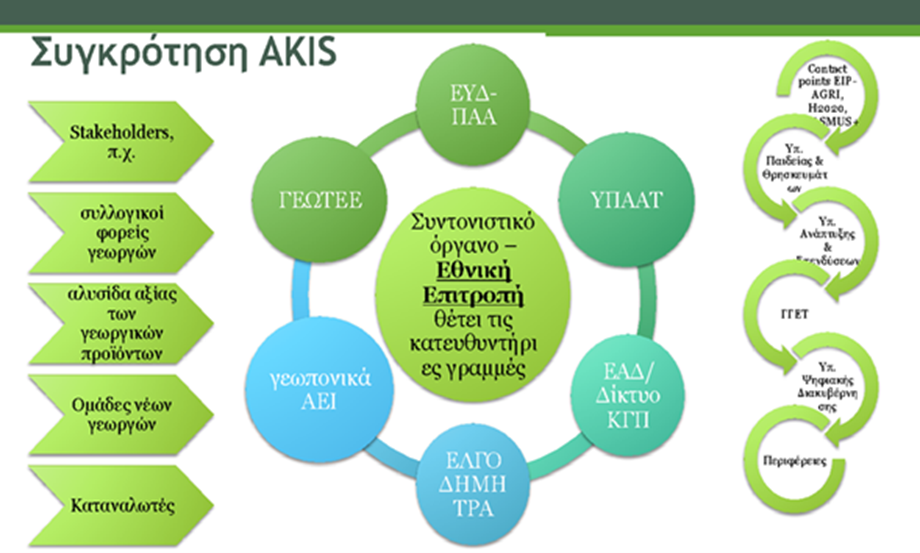 Συγκρότηση AKIS
Stakeholders,
π.χ.
συλλογικοί
φορείς
γεωργών
αλυσίδα αξίας
των
γεωργικών
προϊόντων
Ομάδες νέων
γεωργών
Καταναλωτές
ΕΥΔ-
ΠΑΑ
ΥΠΑΑΤ
ΕΑΔ/
Δίκτυο
ΚΓΠ
ΕΛΓΟ
ΔΗΜΗ
ΤΡΑ
γεωπονικά
ΑΕΙ
ΓΕΩΤΕΕ
Συντονιστικό
όργανο –
Εθνική
Επιτροπή
θέτει τις
κατευθυντήρι
ες γραμμές
Contact
points EIP-
AGRI,
H2020,
Υπ.
Παιδείας &
Θρησκευμάτ
ων
Υπ.
Ανάπτυξης
&
Υπ.
Ψηφιακής
Διακυβέρνη
σης
Περιφέρειες